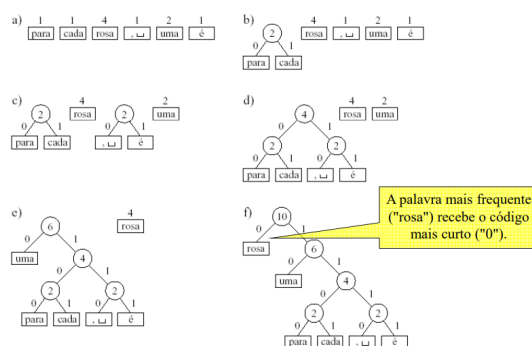 a) 1 1 4 1 2 1
para cada rosa ,␣ uma é
b) 2 4 1 2 1
0 1 rosa ,␣ uma é
para cada
c) 2 4 2 2
0 1 rosa 0 1 uma
para cada ,␣ é
d) 4 4 2
0 1 rosa uma
2 2
0 1 0 1
para cada ,␣ é
e) 6 4
0 1 rosa
uma 4
0 1
2 2
0 1 0 1
para cada ,␣ é
f) 10
0 1
rosa 6
0 1
uma 4
0 1
2 2
0 1 0 1
para cada ,␣ é
A palavra mais frequente
("rosa") recebe o código
mais curto ("0").